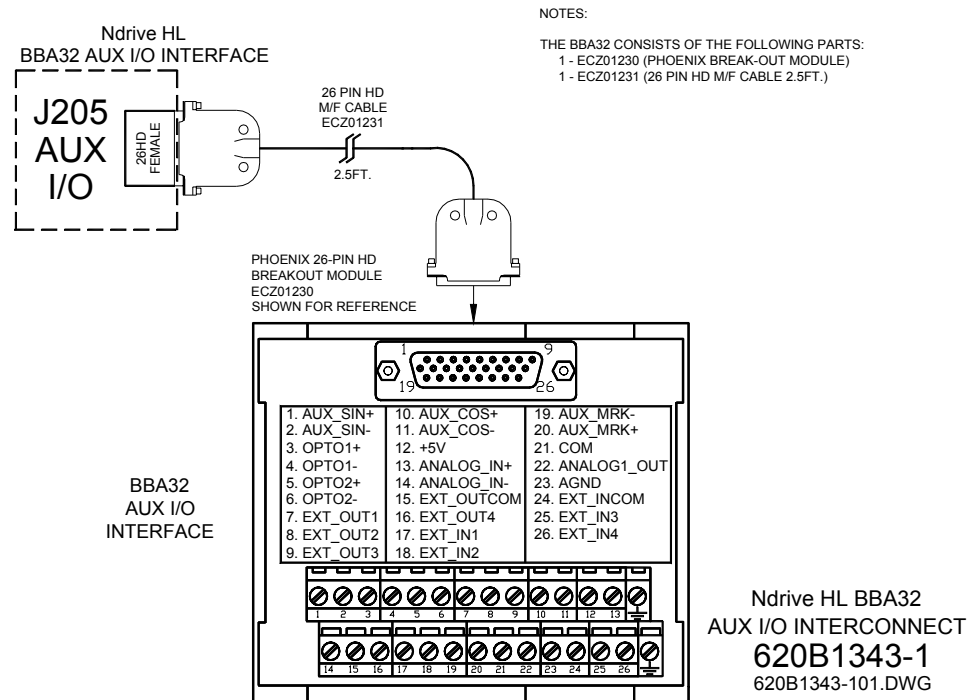 Ndrive HL
BBA32 AUX I/O INTERFACE
J205
AUX
I/O
26HD
FEMALE
26 PIN HD
M/F CABLE
ECZ01231
2.5FT.
NOTES:
THE BBA32 CONSISTS OF THE FOLLOWING PARTS:
1 - ECZ01230 (PHOENIX BREAK-OUT MODULE)
1 - ECZ01231 (26 PIN HD M/F CABLE 2.5FT.)
PHOENIX 26-PIN HD
BREAKOUT MODULE
ECZ01230
SHOWN FOR REFERENCE
1 9
19 26
1. AUX_SIN+
2. AUX_SIN-
3. OPTO1+
4. OPTO1-
5. OPTO2+
6. OPTO2-
7. EXT_OUT1
8. EXT_OUT2
9. EXT_OUT3
10. AUX_COS+
11. AUX_COS-
12. +5V
13. ANALOG_IN+
14. ANALOG_IN-
15. EXT_OUTCOM
16. EXT_OUT4
17. EXT_IN1
18. EXT_IN2
19. AUX_MRK-
20. AUX_MRK+
21. COM
22. ANALOG1_OUT
23. AGND
24. EXT_INCOM
25. EXT_IN3
26. EXT_IN4
BBA32
AUX I/O
INTERFACE
1 2 3 4 5 6 7 8 9 10 11 12 13
14 15 16 17 18 19 20 21 22 23 24 25 26
Ndrive HL BBA32
AUX I/O INTERCONNECT
620B1343-1
620B1343-101.DWG